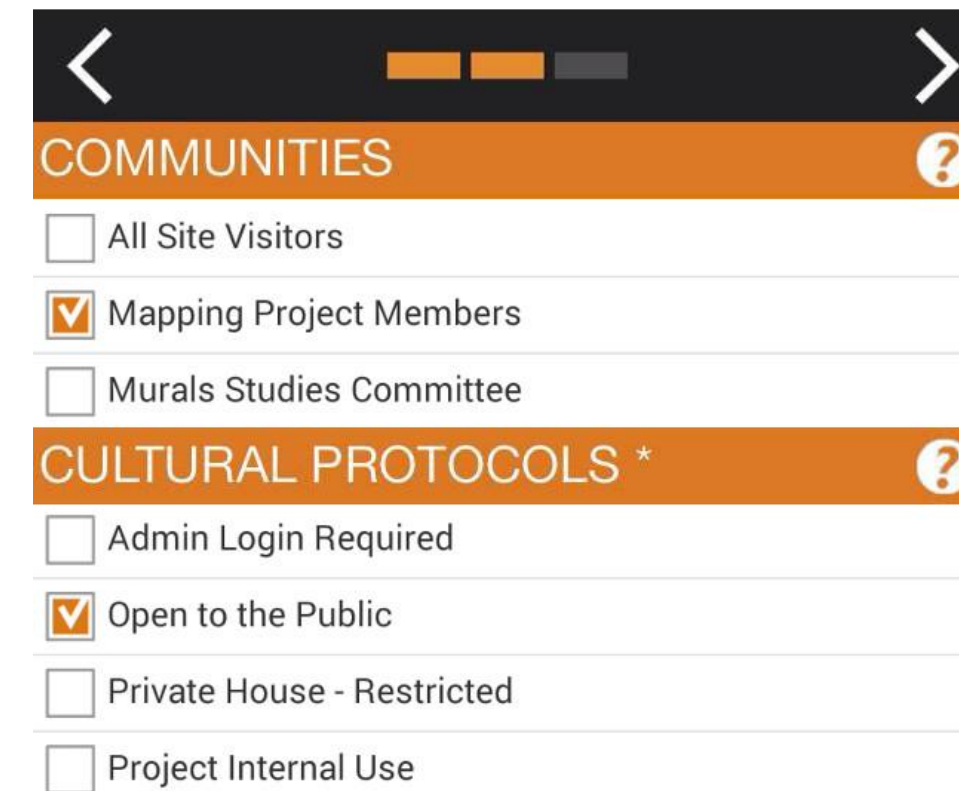 COMMUNITIES ?
All Site Visitors
Mapping Project Members
Murals Studies Committee
CULTURAL PROTOCOLS * ?
Admin Login Required
Open to the Public
Private House - Restricted
Project Internal Use